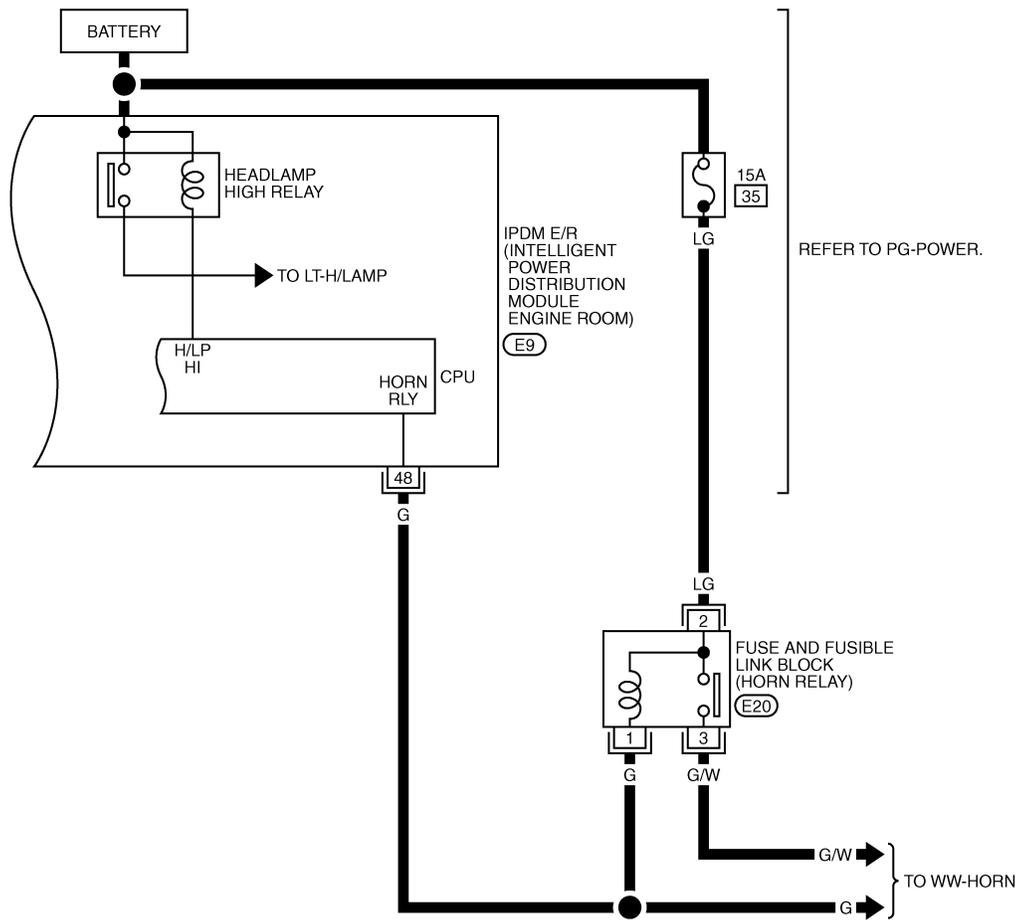 BATTERY
HEADLAMP
HIGH RELAY
15A
35
LG
REFER TO PG-POWER.
IPDM E/R
(INTELLIGENT
POWER
DISTRIBUTION
MODULE
ENGINE ROOM)
E9
TO LT-H/LAMP
H/LP
HI
HORN
RLY
CPU
48
G
LG
2
FUSE AND FUSIBLE
LINK BLOCK
(HORN RELAY)
E20
1
3
G
G/W
G/W
TO WW-HORN
G